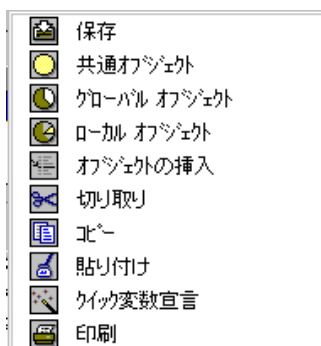 保存
共通ｵﾌﾞｼﾞｪｸﾄ
ｸﾞﾛｰﾊﾞﾙ ｵﾌﾞｼﾞｪｸﾄ
ﾛｰｶﾙ ｵﾌﾞｼﾞｪｸﾄ
ｵﾌﾞｼﾞｪｸﾄの挿入
切り取り
ｺﾋﾟｰ
貼り付け
ｸｲｯｸ変数宣言
印刷